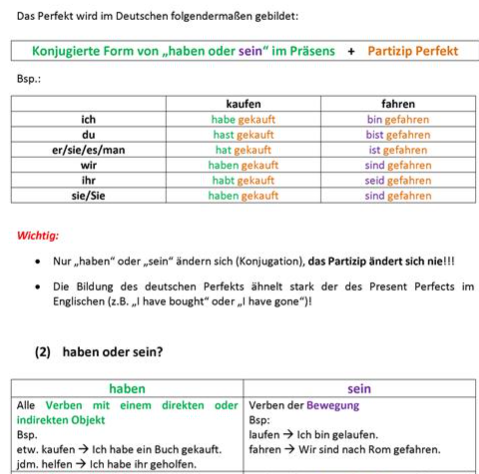 Das Perfekt wird im Deutschen folgendermaßen gebildet:
Konjugierte Form von „haben oder sein“ im Präsens + Partizip Perfekt
Bsp.:
kaufen fahren
ich habe gekauft bin gefahren
du hast gekauft bist gefahren
er/sie/es/man hat gekauft ist gefahren
wir haben gekauft sind gefahren
ihr habt gekauft seid gefahren
sie/Sie haben gekauft sind gefahren
Wichtig:
• Nur „haben“ oder „sein“ ändern sich (Konjugation), das Partizip ändert sich nie!!!
• Die Bildung des deutschen Perfekts ähnelt stark der des Present Perfects im
Englischen (z.B. „I have bought“ oder „I have gone“)!
(2) haben oder sein?
haben sein
Alle Verben mit einem direkten oder Verben der Bewegung
indirekten Objekt Bsp:
Bsp. laufen → Ich bin gelaufen.
etw. kaufen → Ich habe ein Buch gekauft. fahren → Wir sind nach Rom gefahren.
jdm. helfen → Ich habe ihr geholfen.